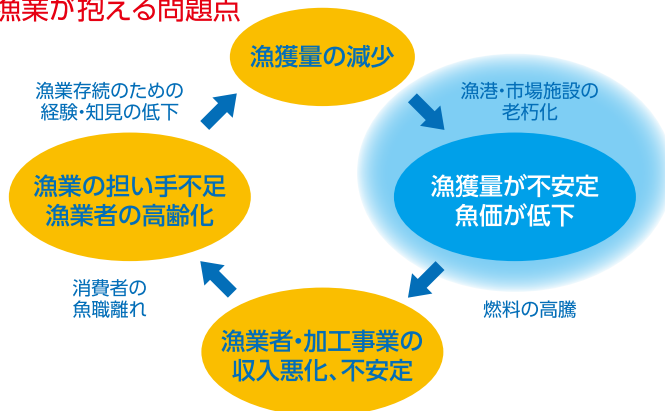 漁業が抱える問題点
漁獲量の減少
漁業存続のための
経験・知見の低下
漁港・市場施設の
老朽化
漁業の担い手不足
漁業者の高齢化
漁獲量が不安定
魚価が低下
消費者の
魚職離れ
燃料の高騰
漁業者・加工事業の
収入悪化、不安定